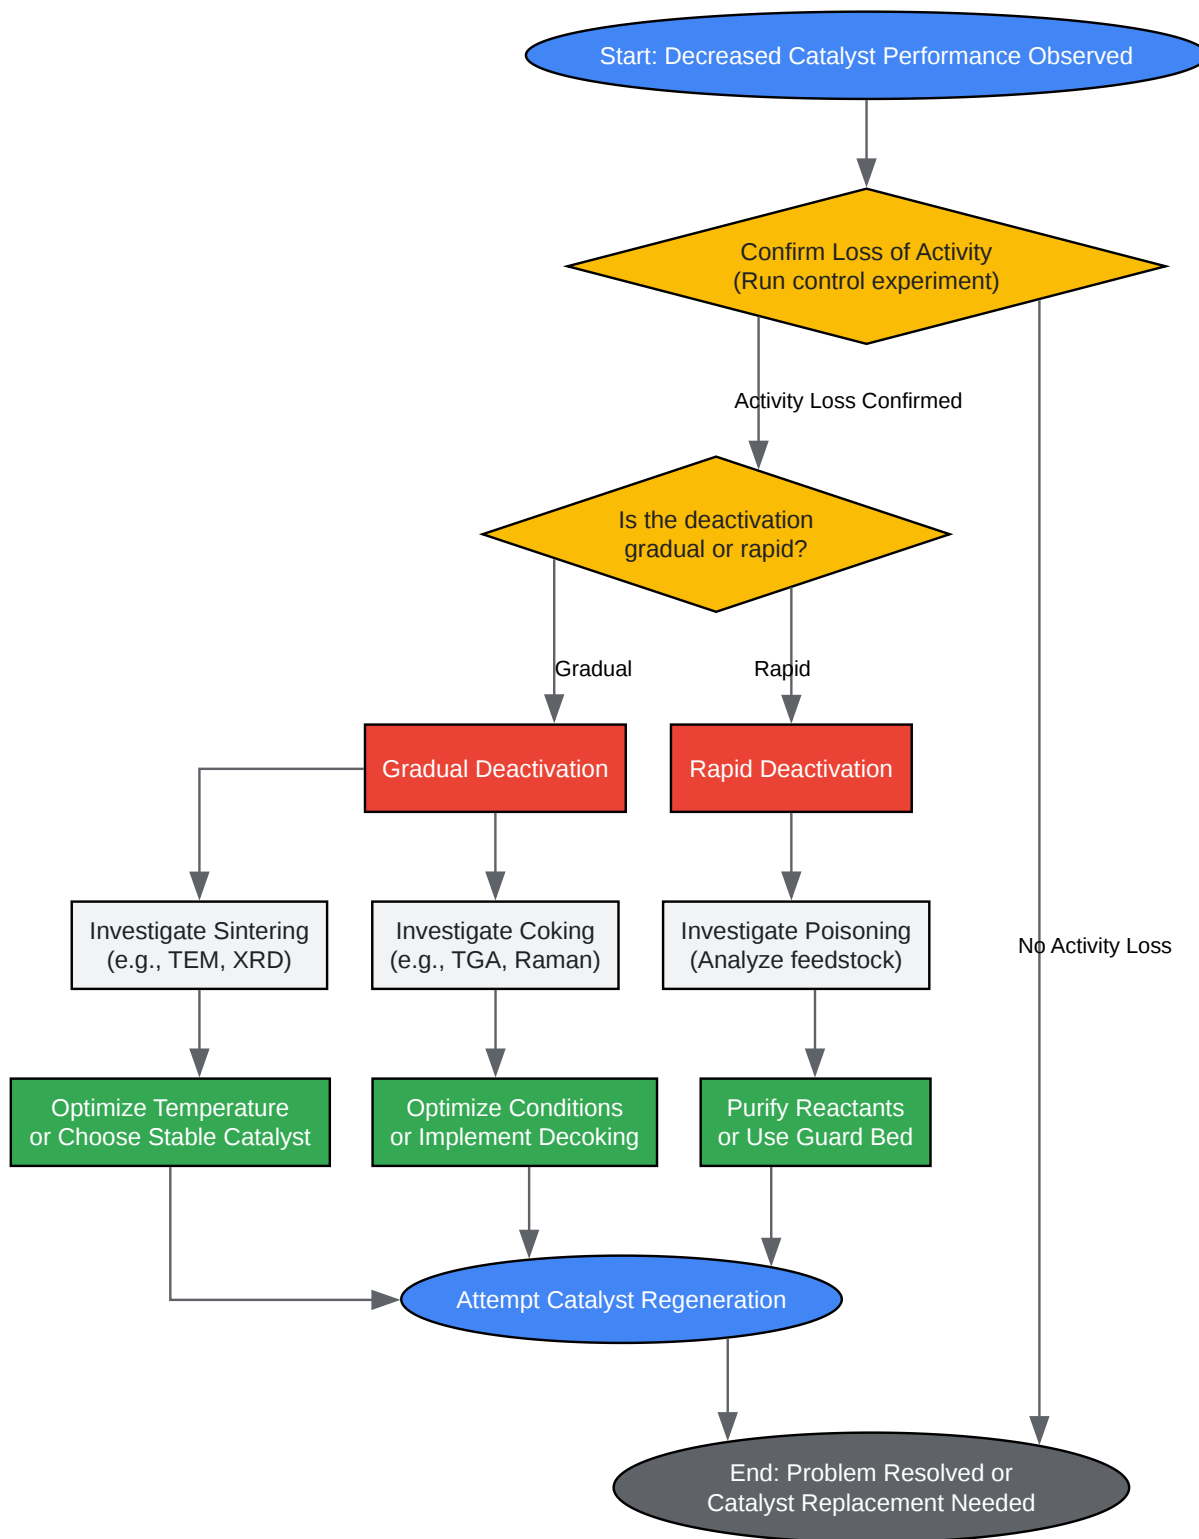 Start: Decreased Catalyst Performance Observed
Confirm Loss of Activity
(Run control experiment)
Activity Loss Confirmed
Is the deactivation
gradual or rapid?
Gradual
Rapid
Gradual Deactivation
Rapid Deactivation
Investigate Sintering
(e.g., TEM, XRD)
Investigate Coking
(e.g., TGA, Raman)
Investigate Poisoning
(Analyze feedstock)
No Activity Loss
Optimize Temperature
or Choose Stable Catalyst
Optimize Conditions
or Implement Decoking
Purify Reactants
or Use Guard Bed
Attempt Catalyst Regeneration
End: Problem Resolved or
Catalyst Replacement Needed